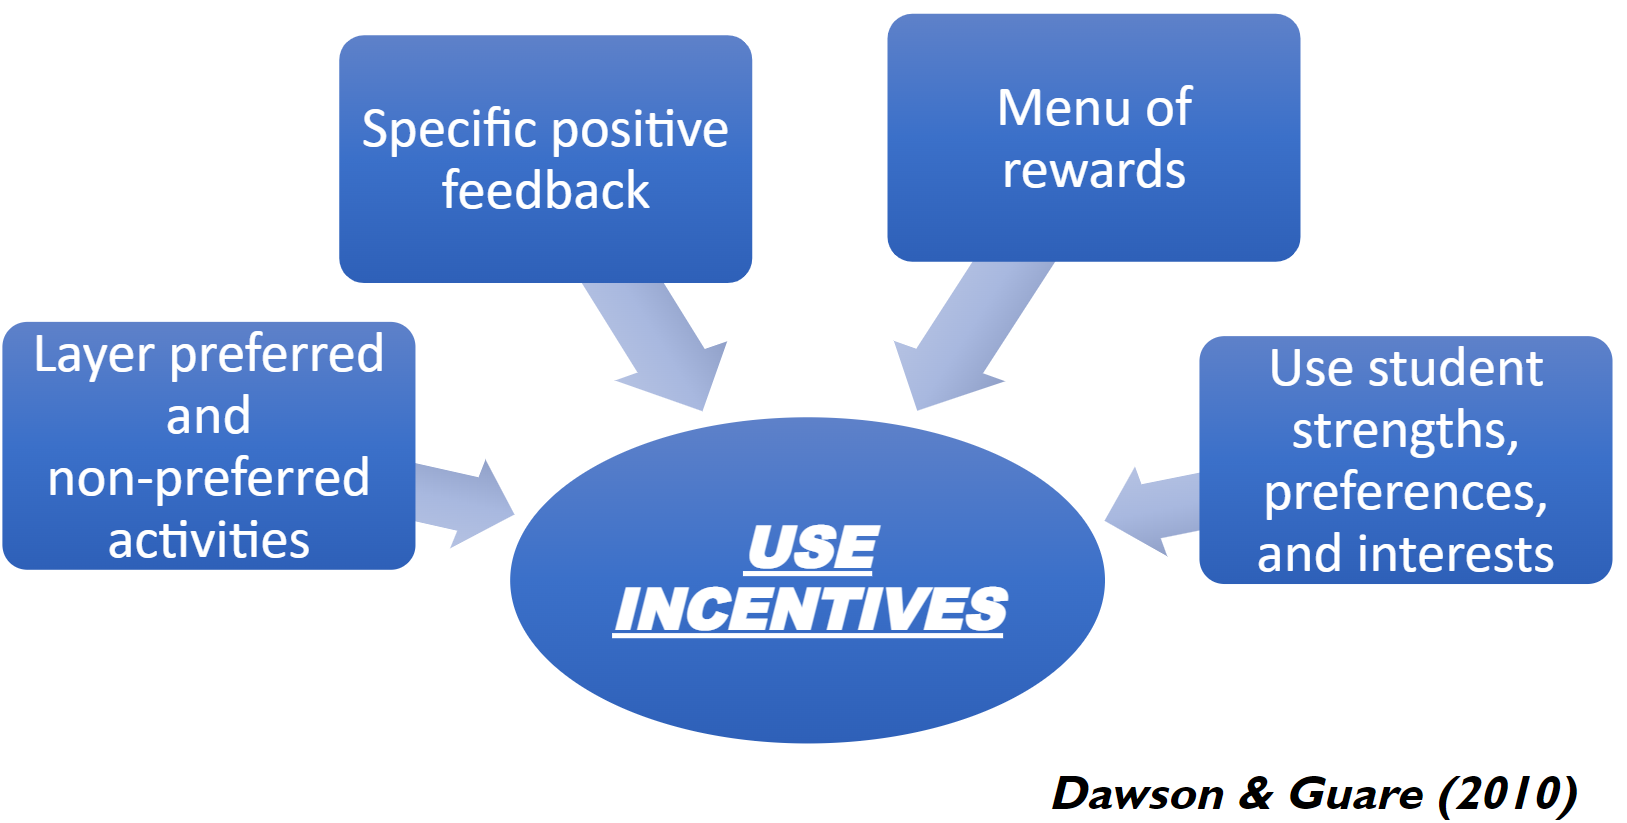 Specific positive
feedback
Menu of
rewards
Layer preferred
and
non-preferred
activities
Use student
strengths,
preferences,
and interests
USE
INCENTIVES
Dawson & Guare (2010)